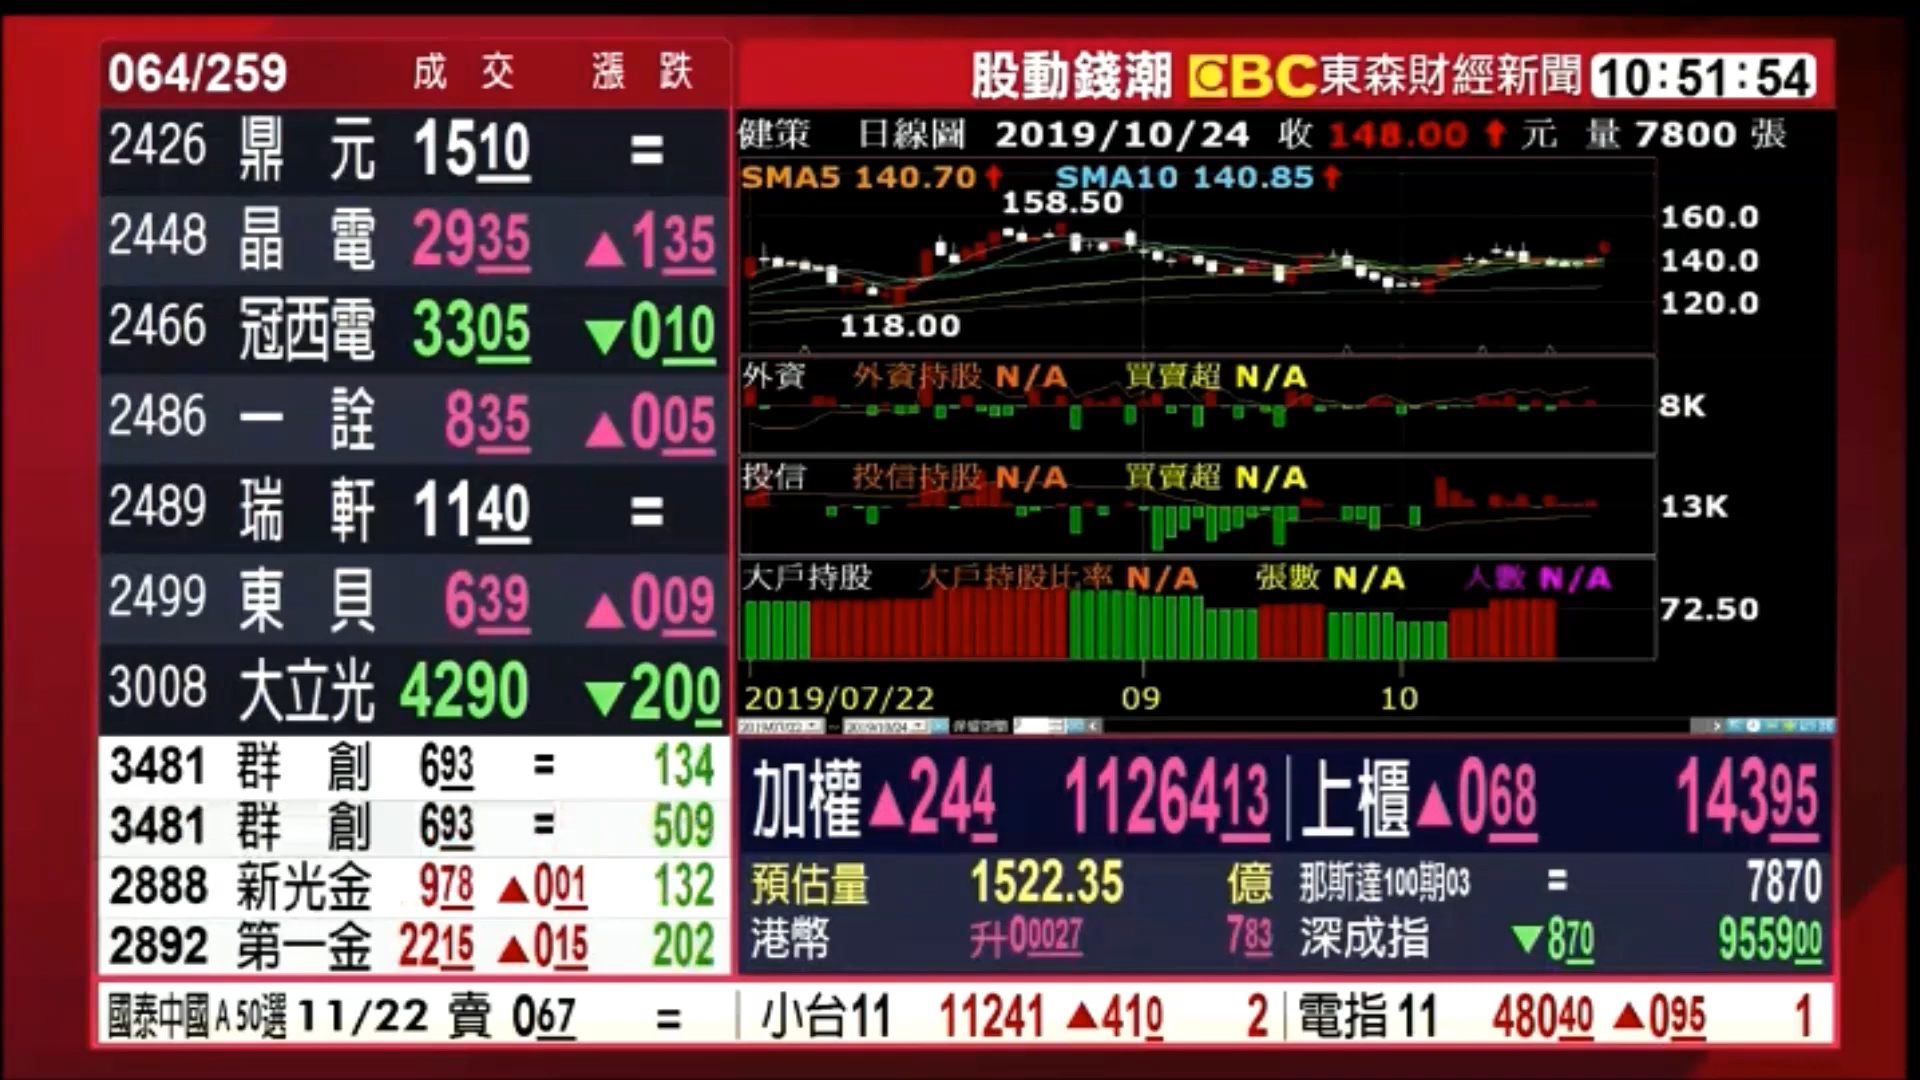 064/259 成交 漲跌
股動錢潮 EBC東森財經新聞 10:51:54
2426 鼎元 1510 =
2448 晶電 2935 ▲135
2466 冠西電 3305 ▼010
2486 一詮 835 ▲005
2489 瑞軒 1140 =
2499 東貝 639 ▲009
3008 大立光 4290 ▼200
3481 群創 693 = 134
3481 群創 693 = 509
2888 新光金 978 ▲001 132
2892 第一金 2215 ▲015 202
健策 日線圖 2019/10/24 收 148.00 ↑ 元 量 7800 張
SMA5 140.70↑ SMA10 140.85↑
158.50
160.0
140.0
120.0
118.00
外資 外資持股 N/A 買賣超 N/A
8K
投信 投信持股 N/A 買賣超 N/A
13K
大戶持股 大戶持股比率 N/A 張數 N/A 人數 N/A
72.50
2019/07/22 09 10
加權▲244 1126413 上櫃▲068 14395
預估量 1522.35 億 那斯達100期03 = 7870
港幣 升00027 783 深成指 ▼870 955900
國泰中國A50選 11/22 賣 067 = 小台11 11241 ▲410 2 電指11 48040 ▲095 1